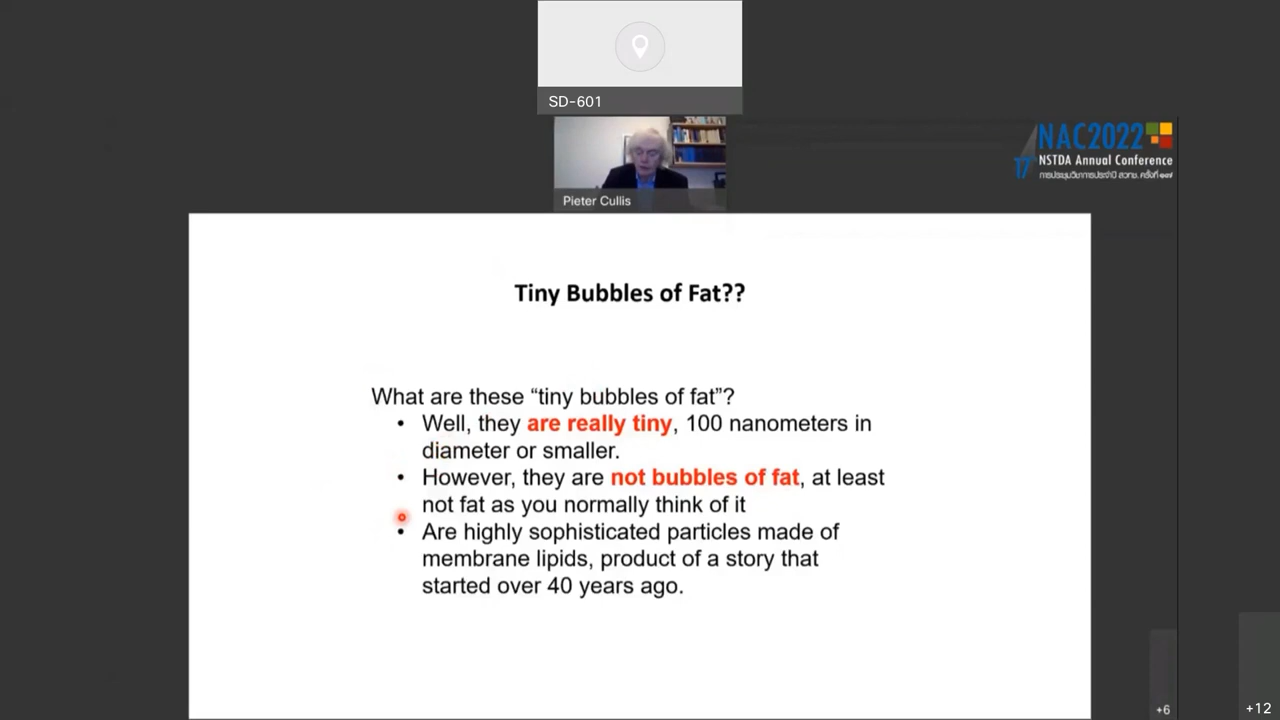 SD-601
NAC2022
17th
NSTDA Annual Conference
การประชุมวิชาการประจำปี สวทช. ครั้งที่ ๑๗
Pieter Cullis
Tiny Bubbles of Fat??
What are these “tiny bubbles of fat”?
• Well, they are really tiny, 100 nanometers in
diameter or smaller.
• However, they are not bubbles of fat, at least
not fat as you normally think of it
• Are highly sophisticated particles made of
membrane lipids, product of a story that
started over 40 years ago.
+6
+12